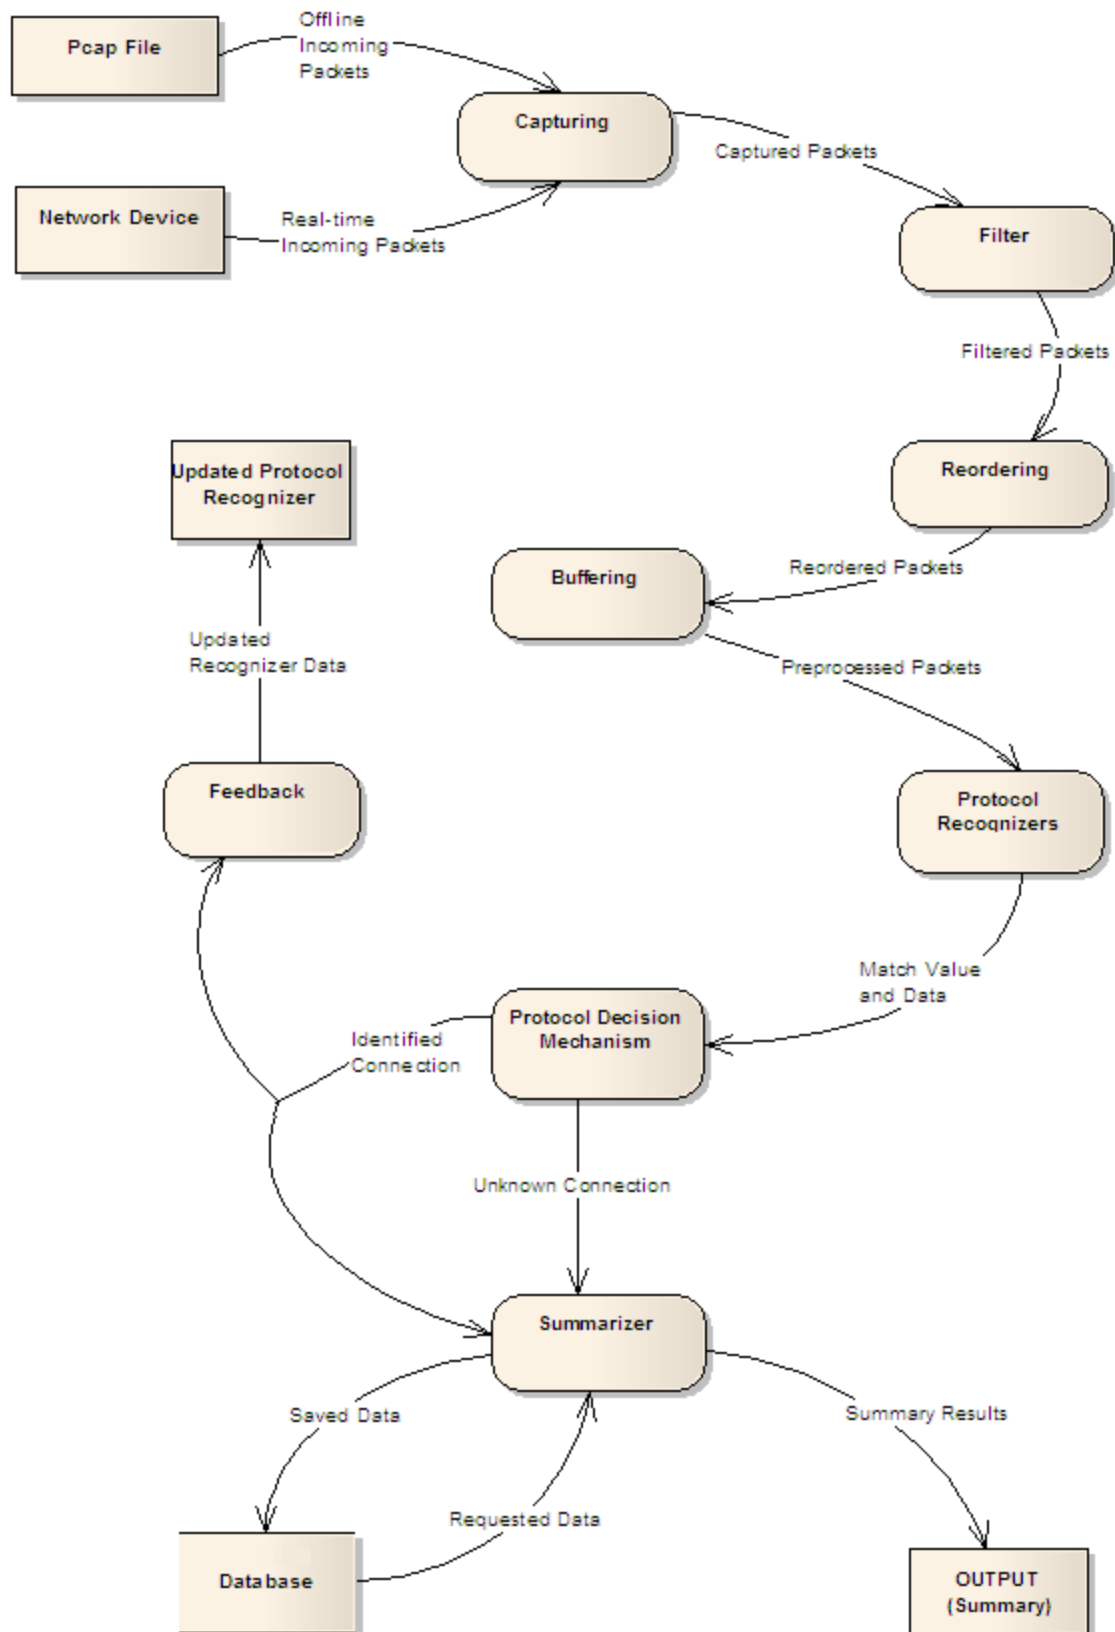 Pcap File
Offline
Incoming
Packets
Capturing
Captured Packets
Network Device
Real-time
Incoming Packets
Filter
Filtered Packets
Updated Protocol
Recognizer
Reordering
Reordered Packets
Buffering
Preprocessed Packets
Updated
Recognizer Data
Feedback
Protocol
Recognizers
Match Value
and Data
Protocol Decision
Mechanism
Identified
Connection
Unknown Connection
Summarizer
Saved Data
Summary Results
Requested Data
Database
OUTPUT
(Summary)